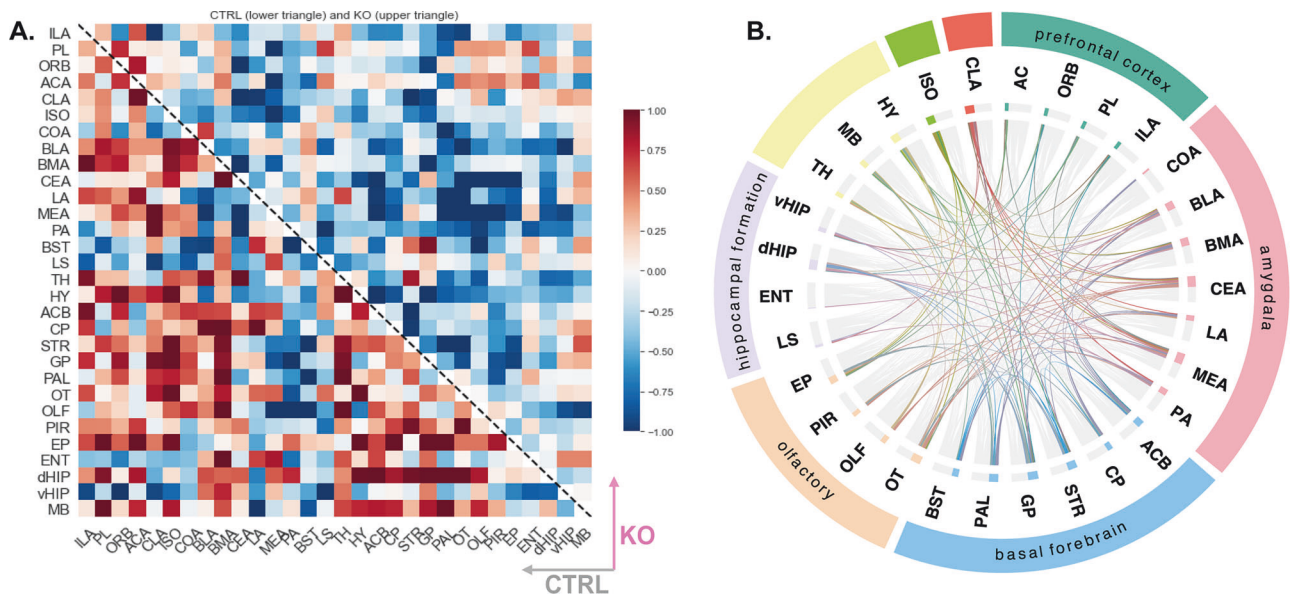 A.
CTRL (lower triangle) and KO (upper triangle)
ILA
PL
ORB
ACA
CLA
ISO
COA
BLA
BMA
CEA
LA
MEA
PA
BST
LS
TH
HY
ACB
CP
STR
GP
PAL
OT
OLF
PIR
EP
ENT
dHIP
vHIP
MB
ILA PL ORB ACA CLA ISO COA BLA BMA CEA LA MEA PA BST LS TH HY ACB CP STR GP PAL OT OLF PIR EP ENT dHIP vHIP MB
1.00
0.75
0.50
0.25
0.00
−0.25
−0.50
−0.75
−1.00
KO
CTRL
B.
prefrontal cortex
amygdala
basal forebrain
olfactory
hippocampal formation
CLA
AC
ORB
PL
ILA
COA
BLA
BMA
CEA
LA
MEA
PA
ACB
CP
STR
GP
PAL
BST
OT
OLF
PIR
EP
LS
ENT
dHIP
vHIP
TH
MB
HY
ISO